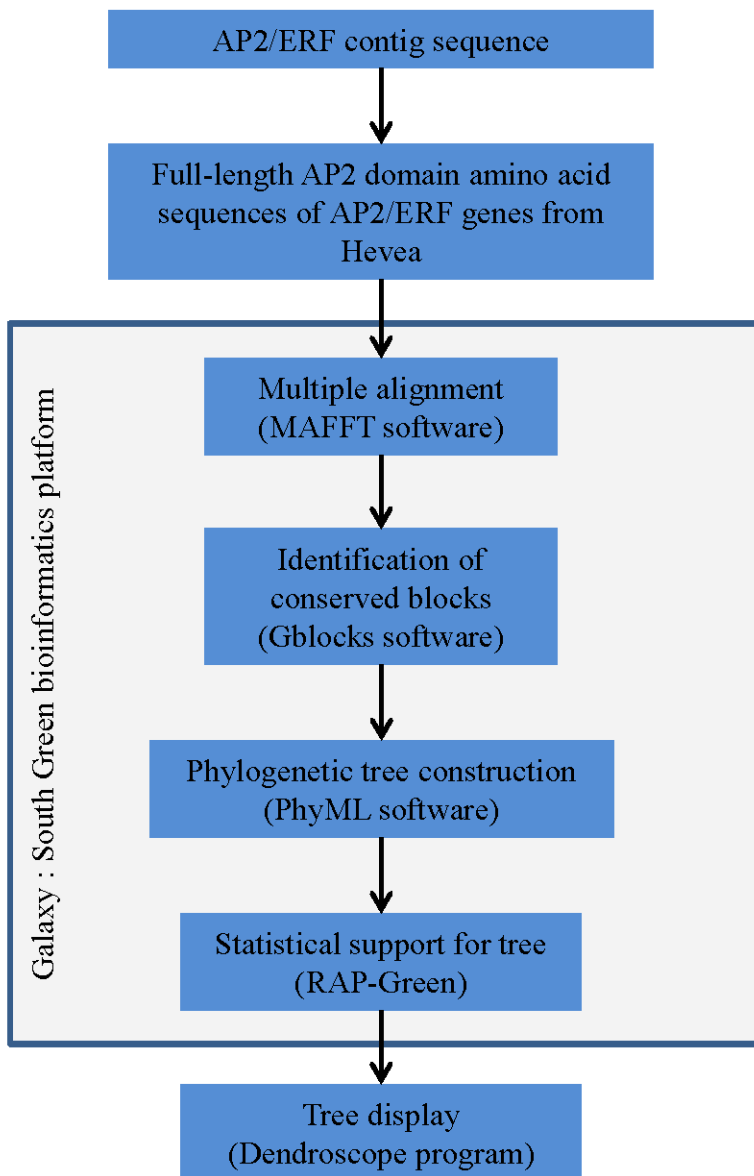 AP2/ERF contig sequence
Full-length AP2 domain amino acid
sequences of AP2/ERF genes from
Hevea
Galaxy : South Green bioinformatics platform
Multiple alignment
(MAFFT software)
Identification of
conserved blocks
(Gblocks software)
Phylogenetic tree construction
(PhyML software)
Statistical support for tree
(RAP-Green)
Tree display
(Dendroscope program)